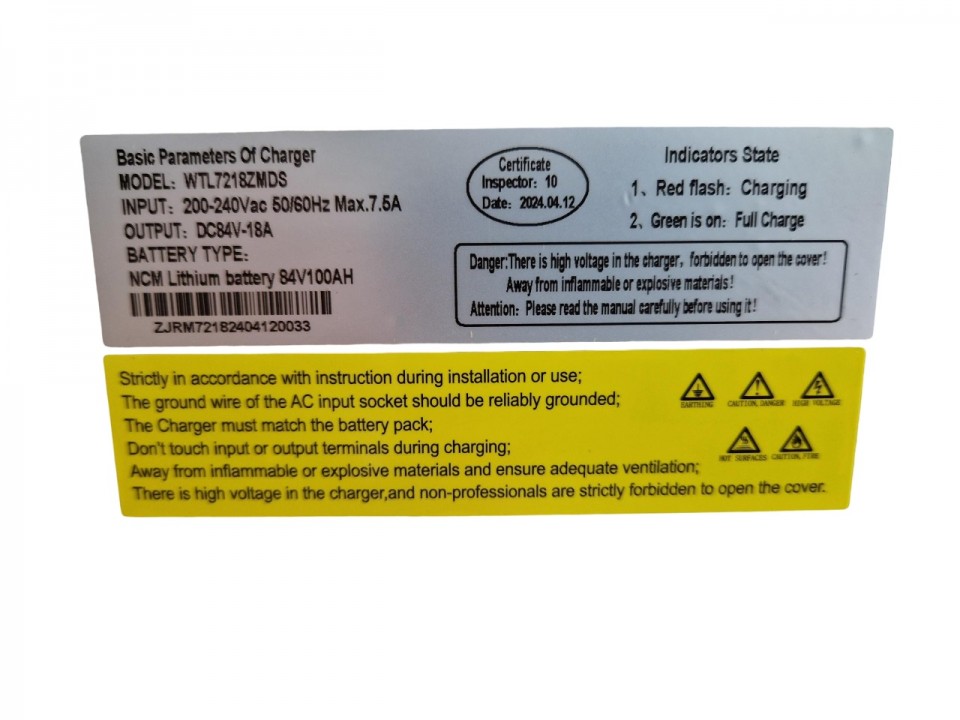 Basic Parameters Of Charger
MODEL: WTL7218ZMDS
INPUT: 200-240Vac 50/60Hz Max.7.5A
OUTPUT: DC84V-18A
BATTERY TYPE:
NCM Lithium battery 84V100AH
ZJRM72182404120033
Certificate
Inspector: 10
Date: 2024.04.12
Indicators State
1、Red flash: Charging
2、Green is on: Full Charge
Danger:There is high voltage in the charger, forbidden to open the cover!
Away from inflammable or explosive materials!
Attention: Please read the manual carefully before using it!
Strictly in accordance with instruction during installation or use;
The ground wire of the AC input socket should be reliably grounded;
The Charger must match the battery pack;
Don't touch input or output terminals during charging;
Away from inflammable or explosive materials and ensure adequate ventilation;
There is high voltage in the charger,and non-professionals are strictly forbidden to open the cover.
EARTHING CAUTION,DANGER HIGH VOLTAGE
HOT SURFACES CAUTION,FIRE